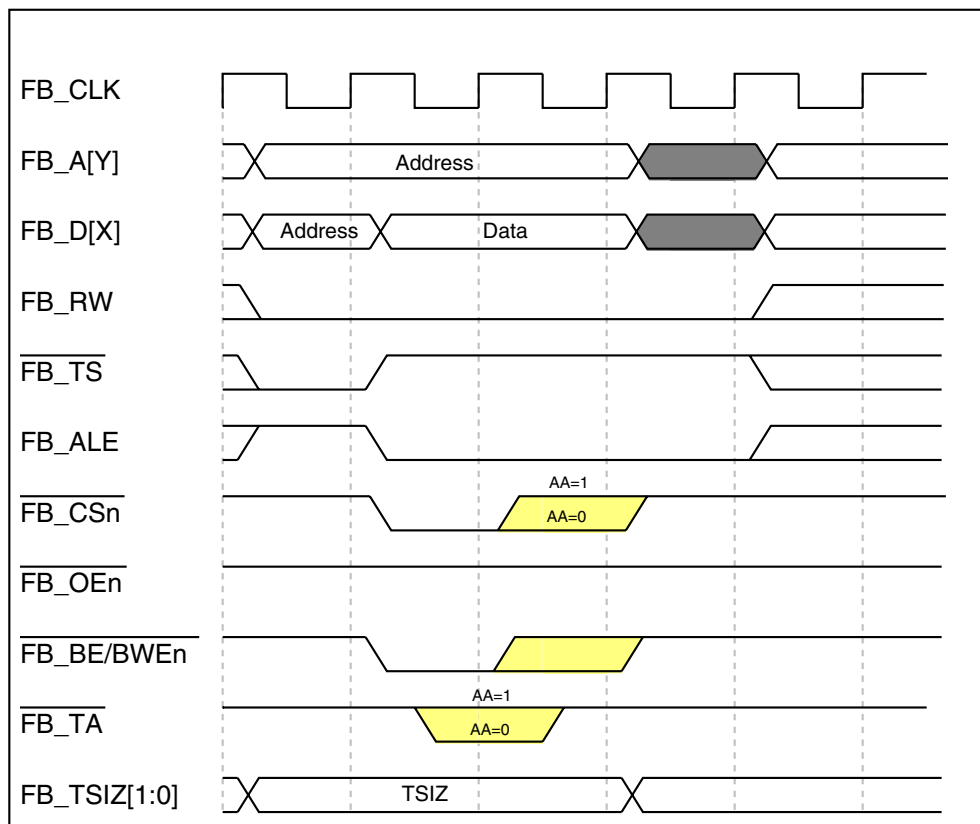 FB_CLK
FB_A[Y]
Address
FB_D[X]
Address
Data
FB_RW
FB_TS
FB_ALE
AA=1
FB_CSn
AA=0
FB_OEn
FB_BE/BWEn
AA=1
FB_TA
AA=0
FB_TSIZ[1:0]
TSIZ